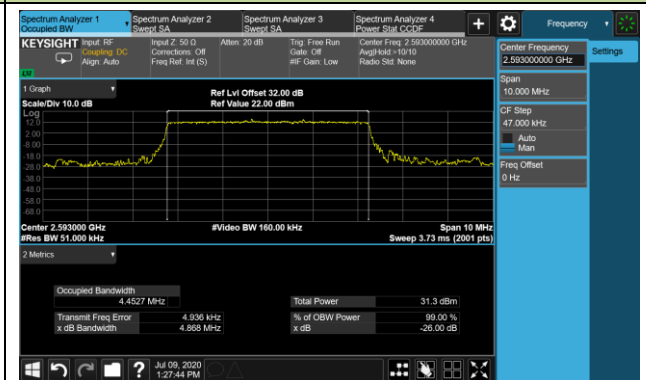 Spectrum Analyzer 1
Occupied BW
Spectrum Analyzer 2
Swept SA
Spectrum Analyzer 3
Swept SA
Spectrum Analyzer 4
Power Stat CCDF
Frequency
KEYSIGHT
Input: RF
Coupling: DC
Align: Auto
Input Z: 50 Ω
Corrections: Off
Freq Ref: Int (S)
Atten: 20 dB
Trig: Free Run
Gate: Off
#IF Gain: Low
Center Freq: 2.593000000 GHz
Avg|Hold:>10/10
Radio Std: None
Center Frequency
2.593000000 GHz
Settings
Span
10.000 MHz
CF Step
47.000 kHz
Auto
Man
Freq Offset
0 Hz
1 Graph
Scale/Div 10.0 dB
Ref Lvl Offset 32.00 dB
Ref Value 22.00 dBm
Log
12.0
2.00
-8.00
-18.0
-28.0
-38.0
-48.0
-58.0
-68.0
Center 2.593000 GHz
#Res BW 51.000 kHz
#Video BW 160.00 kHz
Span 10 MHz
Sweep 3.73 ms (2001 pts)
2 Metrics
Occupied Bandwidth
4.4527 MHz
Total Power 31.3 dBm
Transmit Freq Error 4.936 kHz
% of OBW Power 99.00 %
x dB Bandwidth 4.868 MHz
x dB -26.00 dB
Jul 09, 2020
1:27:44 PM